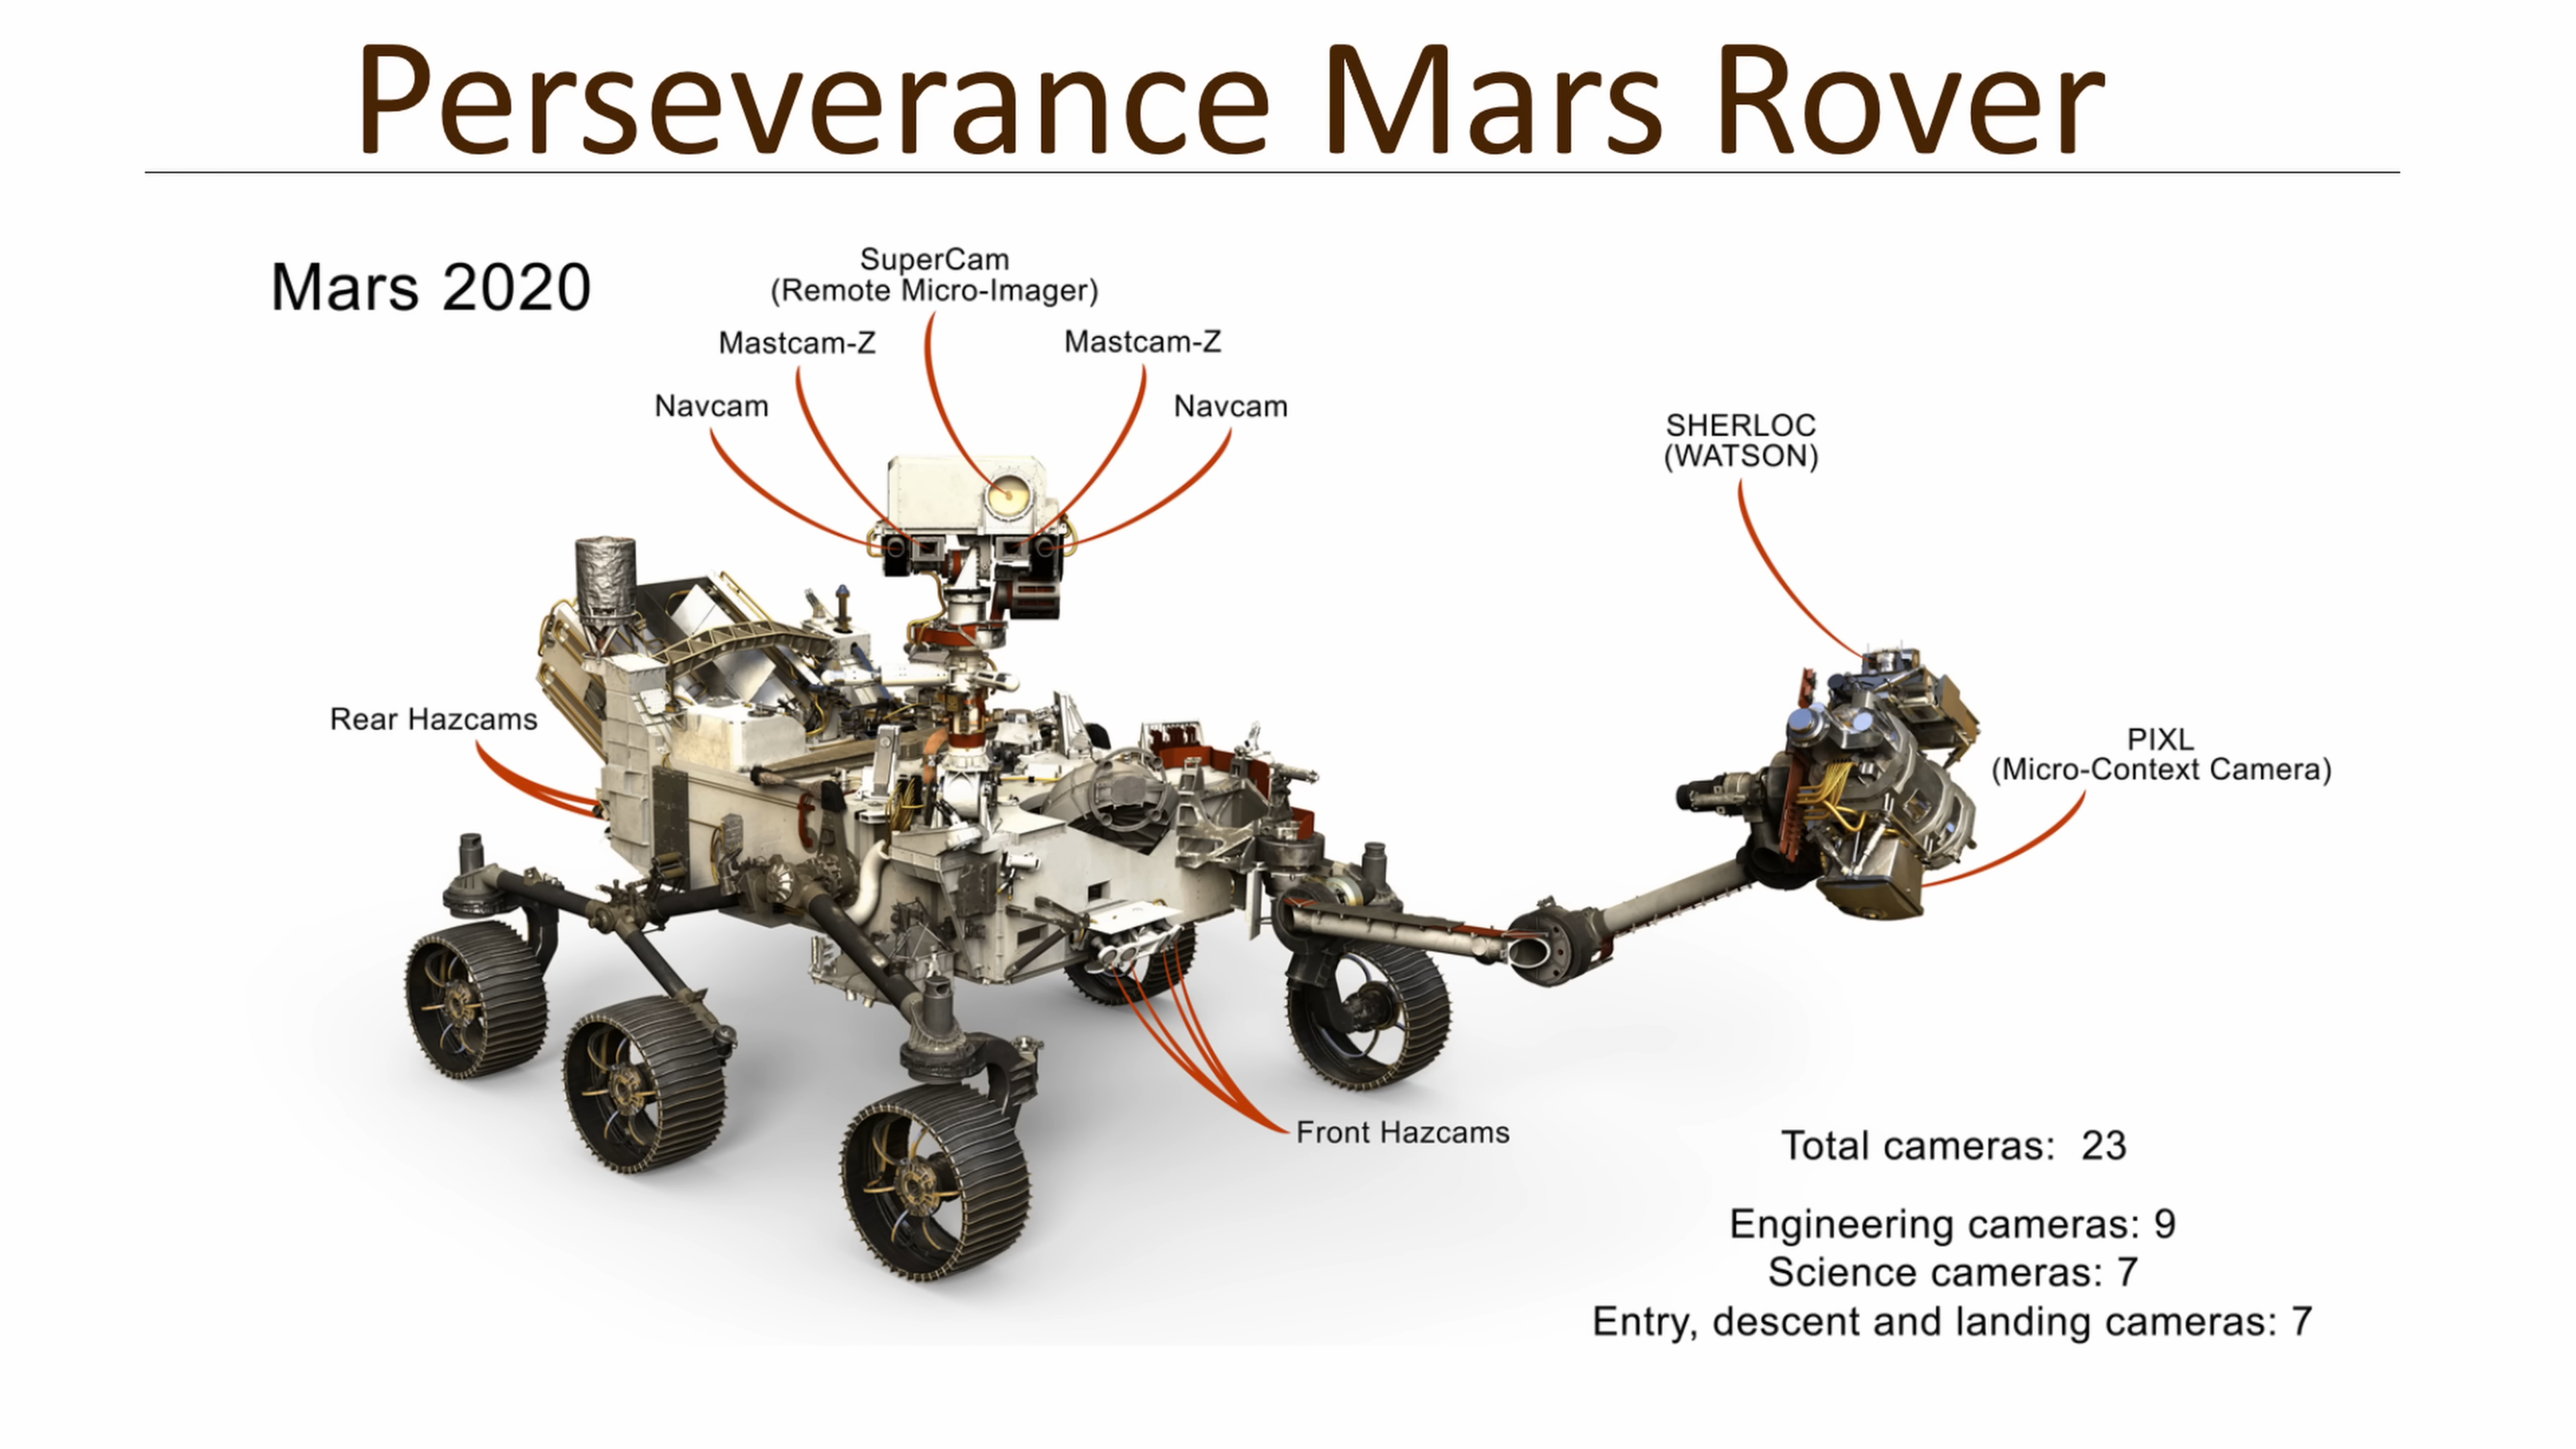 Perseverance Mars Rover
Mars 2020
SuperCam
(Remote Micro-Imager)
Mastcam-Z
Mastcam-Z
Navcam
Navcam
SHERLOC
(WATSON)
Rear Hazcams
PIXL
(Micro-Context Camera)
Front Hazcams
Total cameras: 23
Engineering cameras: 9
Science cameras: 7
Entry, descent and landing cameras: 7